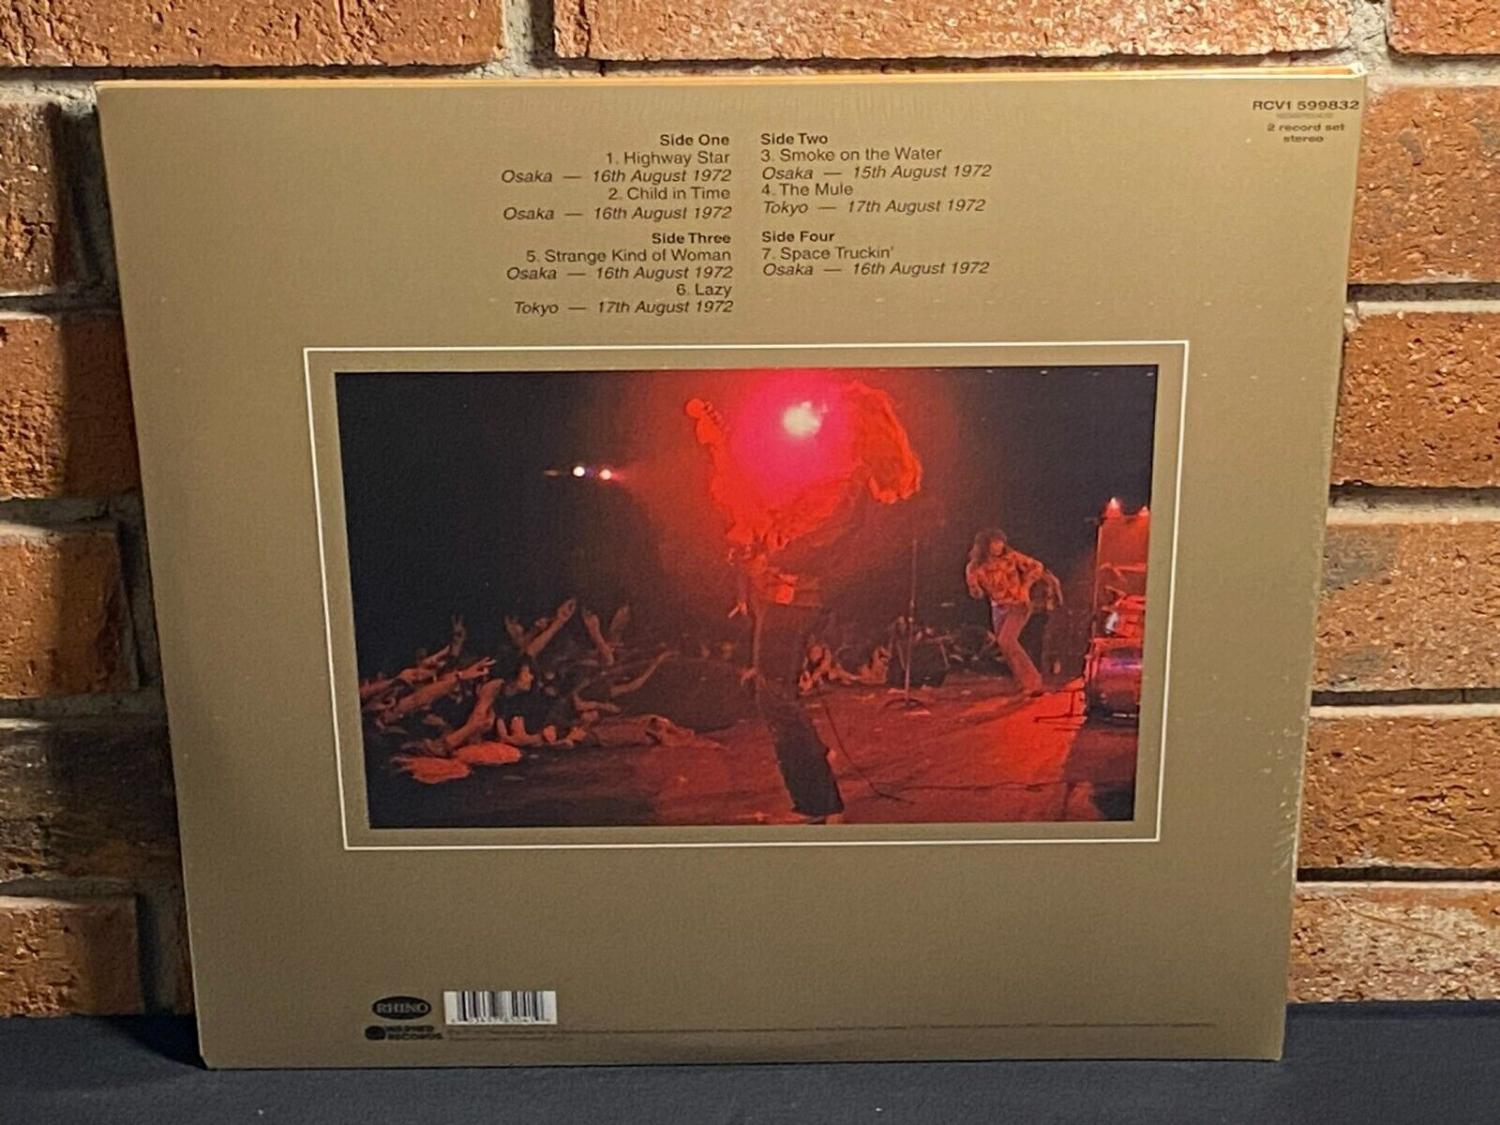 RCV1 599832
2 record set
stereo
Side One
1. Highway Star
Osaka — 16th August 1972
2. Child in Time
Osaka — 16th August 1972
Side Two
3. Smoke on the Water
Osaka — 15th August 1972
4. The Mule
Tokyo — 17th August 1972
Side Three
5. Strange Kind of Woman
Osaka — 16th August 1972
6. Lazy
Tokyo — 17th August 1972
Side Four
7. Space Truckin'
Osaka — 16th August 1972
RHINO
WARNER
RECORDS